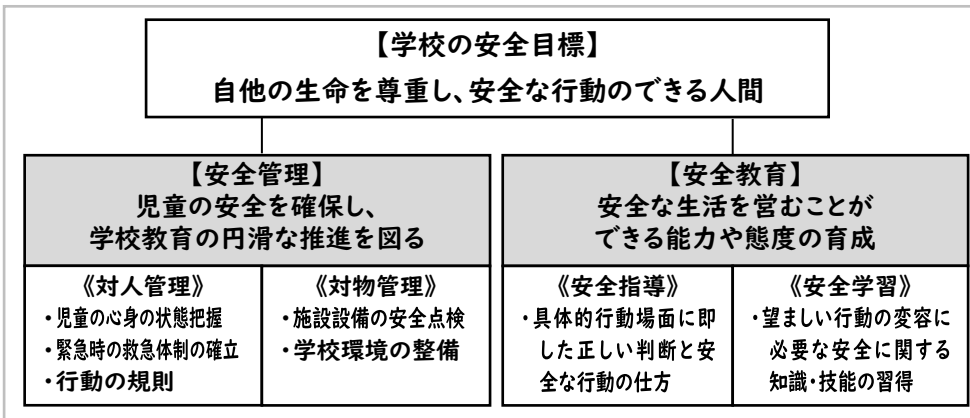 【学校の安全目標】
自他の生命を尊重し、安全な行動のできる人間
【安全管理】
児童の安全を確保し、
学校教育の円滑な推進を図る
【安全教育】
安全な生活を営むことが
できる能力や態度の育成
《対人管理》
・児童の心身の状態把握
・緊急時の救急体制の確立
・行動の規則
《対物管理》
・施設設備の安全点検
・学校環境の整備
《安全指導》
・具体的行動場面に即
した正しい判断と安
全な行動の仕方
《安全学習》
・望ましい行動の変容に
必要な安全に関する
知識・技能の習得